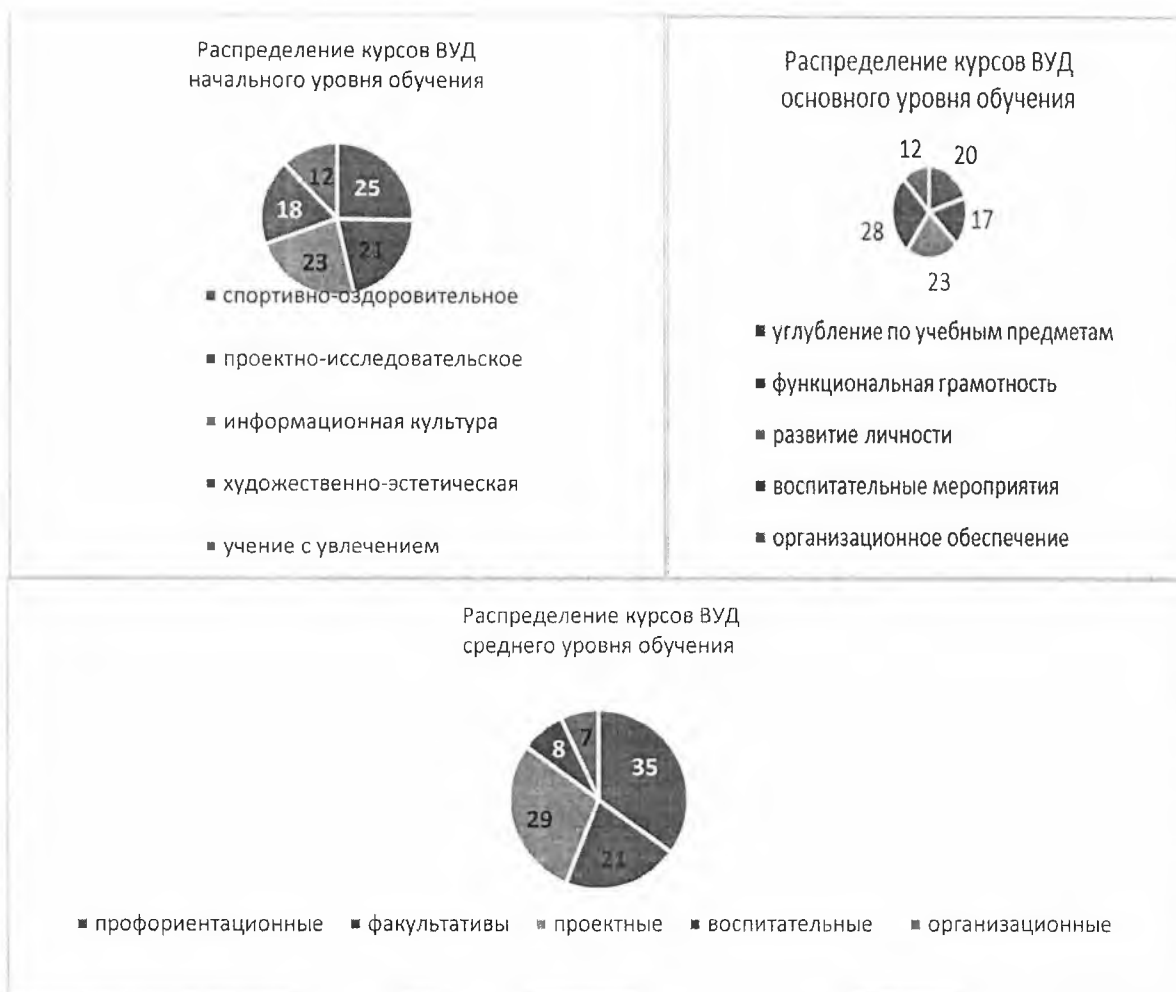 Распределение курсов ВУД
начального уровня обучения
12
25
18
21
23
■ спортивно-оздоровительное
■ проектно-исследовательское
■ информационная культура
■ художественно-эстетическая
■ учение с увлечением
Распределение курсов ВУД
основного уровня обучения
12
20
28
17
23
■ углубление по учебным предметам
■ функциональная грамотность
■ развитие личности
■ воспитательные мероприятия
■ организационное обеспечение
Распределение курсов ВУД
среднего уровня обучения
7
8
35
29
21
■ профориентационные ■ факультативы ■ проектные ■ воспитательные ■ организационные